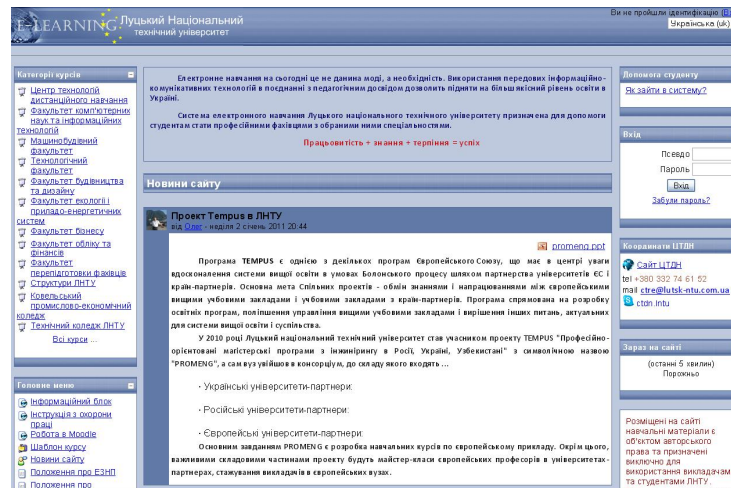 E-LEARNING Луцький Національний
технічний університет
Ви не пройшли ідентифікацію
Українська (uk)
Категорії курсів
Центр технологій
дистанційного навчання
Факультет комп'ютерних
наук та інформаційних
технологій
Машинобудівний
факультет
Технологічний
факультет
Факультет будівництва
та дизайну
Факультет екології і
приладо-енергетичних
систем
Факультет бізнесу
Факультет обліку та
фінансів
Факультет
перепідготовки фахівців
Структури ЛНТУ
Ковельський
промислово-економічний
коледж
Технічний коледж ЛНТУ
Всі курси ...
Головне меню
Інформаційний блок
Інструкція з охорони
праці
Робота в Moodle
Шаблон курсу
Новини сайту
Положення про ЕЗНП
Положення про
Електронне навчання на сьогодні це не данина моді, а необхідність. Використання передових інформаційно-
комунікативних технологій в поєднанні з педагогічним досвідом дозволить підняти на більш якісний рівень освіти в
Україні.
Система електронного навчання Луцького національного технічного університету призначена для допомоги
студентам стати професійними фахівцями з обраними ними спеціальностями.
Працьовитість + знання + терпіння = успіх
Новини сайту
Проект Tempus в ЛНТУ
від Олег - неділя 2 січень 2011 20:44
promeng.ppt
Програма TEMPUS є однією з декількох програм Європейського Союзу, що має в центрі уваги
вдосконалення системи вищої освіти в умовах Болонського процесу шляхом партнерства університетів ЄС і
країн-партнерів. Основна мета Спільних проектів - обмін знаннями і напрацюваннями між європейськими
вищими учбовими закладами і учбовими закладами з країн-партнерів. Програма спрямована на розробку
освітніх програм, поліпшення управління вищими учбовими закладами і вирішення інших питань, актуальних
для системи вищої освіти і суспільства.
У 2010 році Луцький національний технічний університет став учасником проекту TEMPUS "Професійно-
орієнтовані магістерські програми з інжинірингу в Росії, Україні, Узбекистані" з символічною назвою
"PROMENG", а сам вуз увійшов в консорціум, до складу якого входять ...
- Українські університети-партнери:
- Російські університети-партнери:
- Європейські університети-партнери:
Основним завданням PROMENG є розробка навчальних курсів по європейському прикладу. Окрім цього,
важливими складовими частинами проекту будуть майстер-класи європейських професорів в університетах-
партнерах, стажування викладачів в європейських вузах.
Допомога студенту
Як зайти в систему?
Вхід
Псевдо
Пароль
Вхід
Забули пароль?
Координати ЦТДН
Сайт ЦТДН
tel +380 332 74 61 52
mail ctre@lutsk-ntu.com.ua
ctdn.lntu
Зараз на сайті
(останні 5 хвилин)
Порожньо
Розміщені на сайті
навчальні матеріали є
об'єктом авторського
права та призначені
виключно для
використання викладачам
та студентами ЛНТУ.